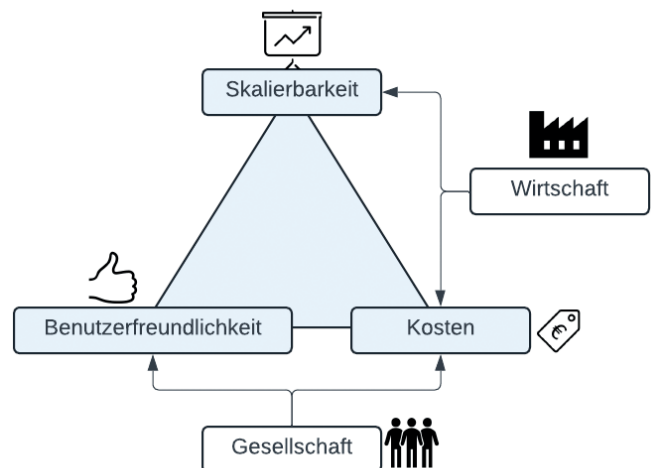 Skalierbarkeit
Wirtschaft
Benutzerfreundlichkeit
Kosten
€
Gesellschaft